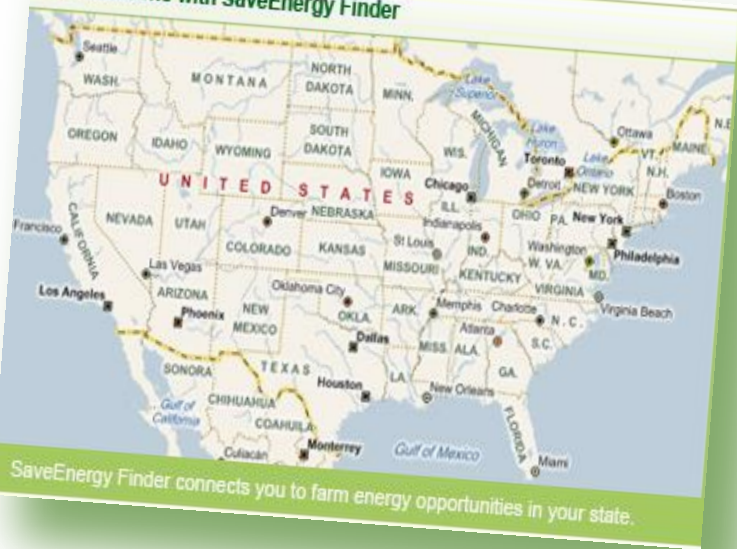 with SaveEnergy Finder
Seattle
WASH.
MONTANA
NORTH DAKOTA
MINN.
Lake Superior
MICHIGAN
Lake Huron
Ottawa
VT.
MAINE
OREGON
IDAHO
WYOMING
SOUTH DAKOTA
WIS.
Toronto
Lake Ontario
N.H.
UNITED STATES
IOWA
Chicago
Detroit
NEW YORK
Boston
Francisco
CALIFORNIA
NEVADA
UTAH
Denver
NEBRASKA
ILL.
Indianapolis
OHIO
PA.
New York
COLORADO
KANSAS
St Louis
IND.
Washington
W. VA.
Philadelphia
Las Vegas
MISSOURI
KENTUCKY
MD.
VIRGINIA
Los Angeles
ARIZONA
Oklahoma City
Virginia Beach
Phoenix
NEW MEXICO
OKLA.
ARK.
Memphis
Charlotte
N. C.
Dallas
Atlanta
MISS.
ALA.
S.C.
SONORA
TEXAS
LA.
GA.
Houston
New Orleans
Gulf of California
CHIHUAHUA
COAHUILA
FLORIDA
Culiacán
Monterrey
Gulf of Mexico
Miami
SaveEnergy Finder connects you to farm energy opportunities in your state.